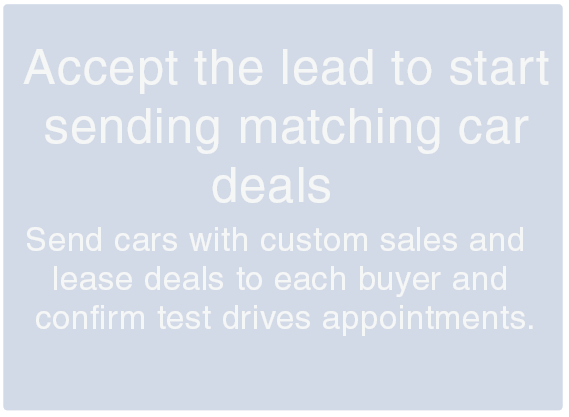 Accept the lead to start
sending matching car
deals
Send cars with custom sales and
lease deals to each buyer and
confirm test drives appointments.